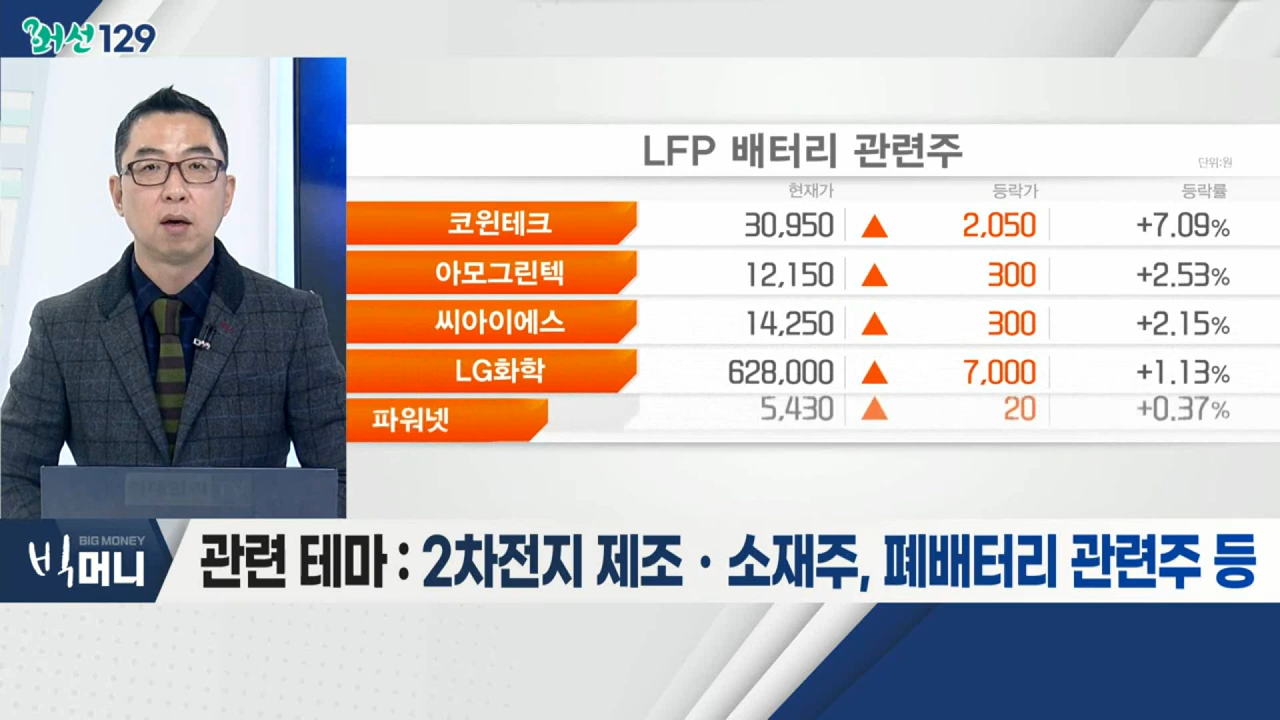 머선129
LFP 배터리 관련주
단위:원
현재가 등락가 등락률
코윈테크 30,950 ▲ 2,050 +7.09%
아모그린텍 12,150 ▲ 300 +2.53%
씨아이에스 14,250 ▲ 300 +2.15%
LG화학 628,000 ▲ 7,000 +1.13%
파워넷 5,430 ▲ 20 +0.37%
BIG MONEY
빅머니
관련 테마 : 2차전지 제조·소재주, 폐배터리 관련주 등